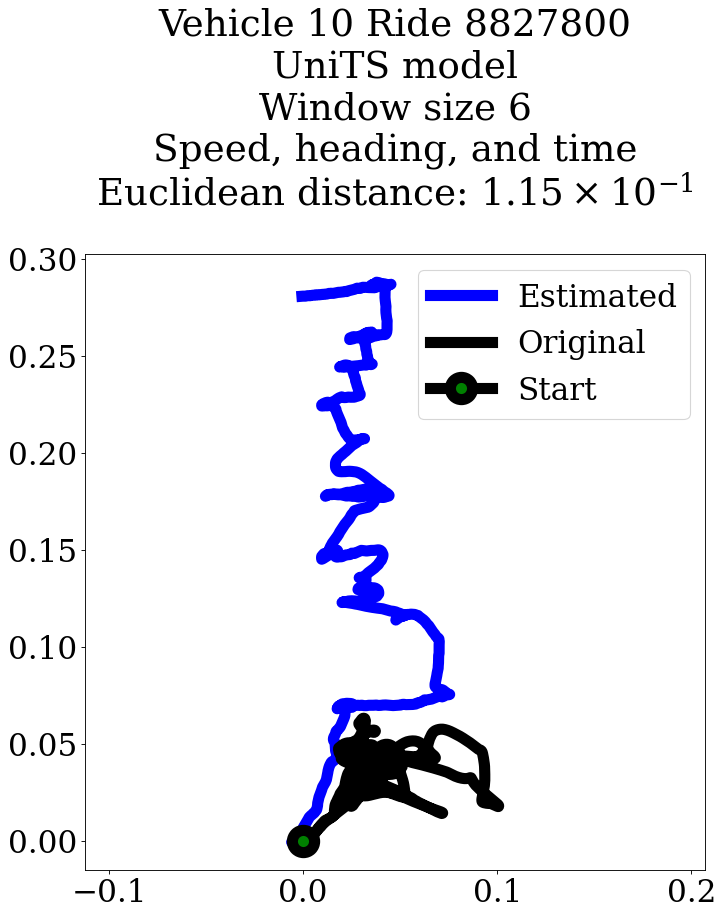 Vehicle 10 Ride 8827800
UniTS model
Window size 6
Speed, heading, and time
Euclidean distance: 1.15 × 10⁻¹
0.30
Estimated
0.25
Original
Start
0.20
0.15
0.10
0.05
0.00
−0.1 0.0 0.1 0.2